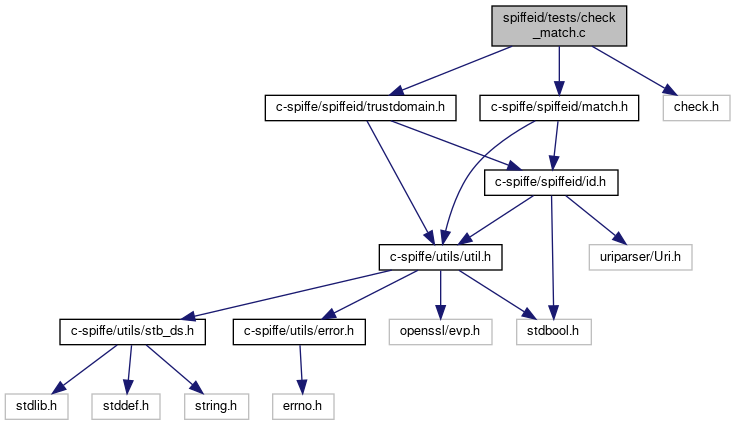 spiffeid/tests/check
_match.c
c-spiffe/spiffeid/trustdomain.h
c-spiffe/spiffeid/match.h
check.h
c-spiffe/spiffeid/id.h
c-spiffe/utils/util.h
uriparser/Uri.h
c-spiffe/utils/stb_ds.h
c-spiffe/utils/error.h
openssl/evp.h
stdbool.h
stdlib.h
stddef.h
string.h
errno.h